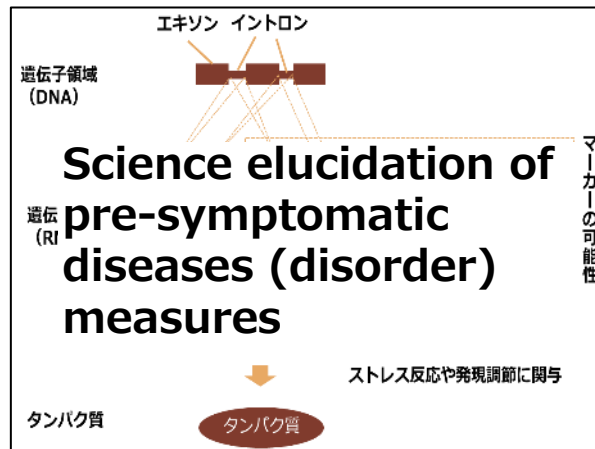 エキソン イントロン
遺伝子領域
(DNA)
Science elucidation of
pre-symptomatic
diseases (disorder)
measures
遺伝
(RI
マーカーの可能性
ストレス反応や発現調節に関与
タンパク質
タンパク質